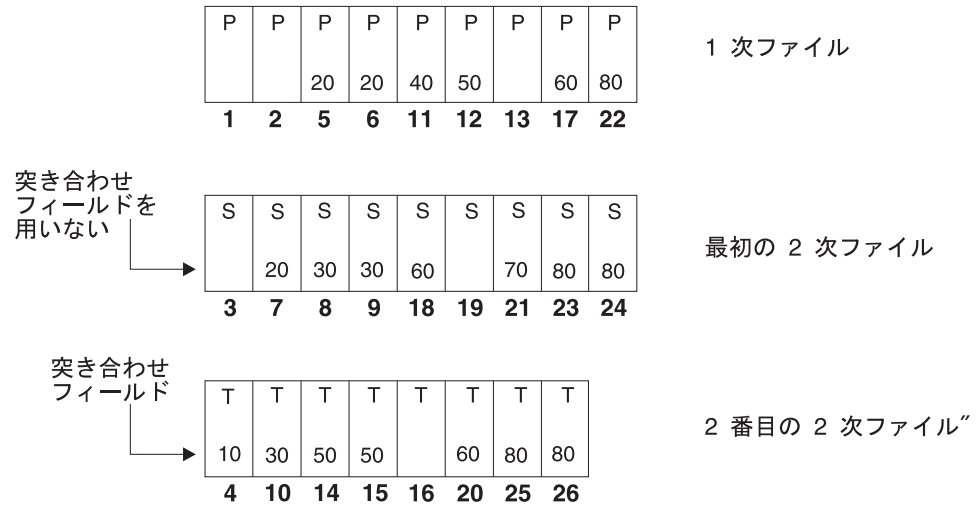 P P P P P P P P P
20 20 40 50 60 80
1 2 5 6 11 12 13 17 22
1 次ファイル
突き合わせ
フィールドを
用いない
S S S S S S S S S
20 30 30 60 70 80 80
3 7 8 9 18 19 21 23 24
最初の 2 次ファイル
突き合わせ
フィールド
T T T T T T T T
10 30 50 50 60 80 80
4 10 14 15 16 20 25 26
2 番目の 2 次ファイル″